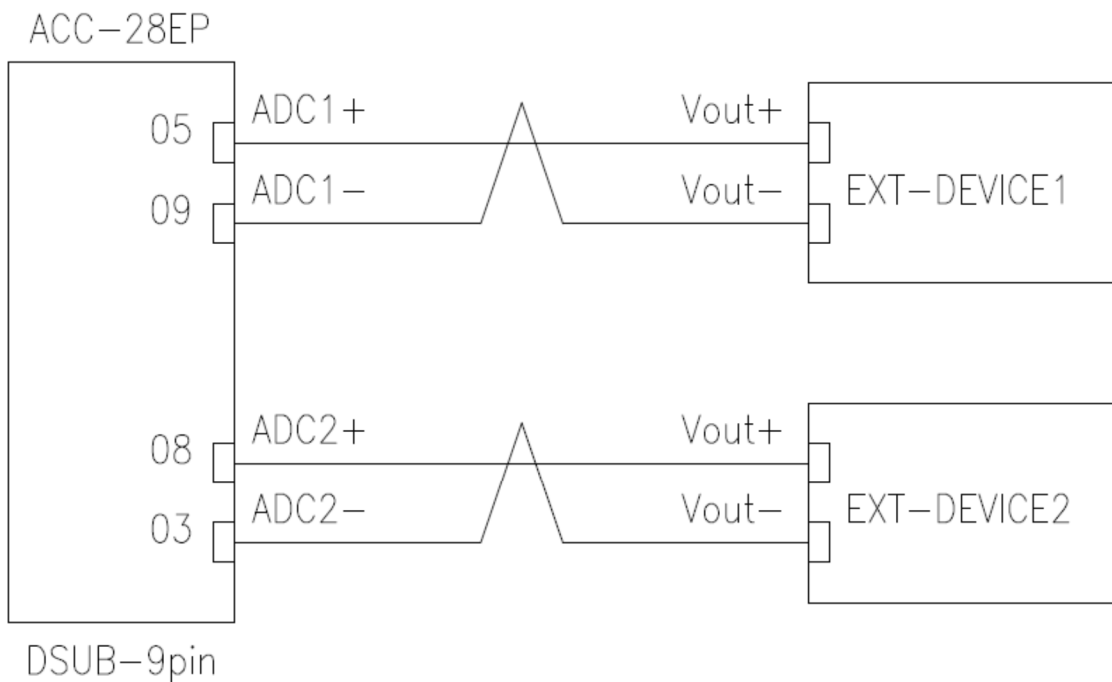 ACC-28EP
05 ADC1+ Vout+
09 ADC1- Vout- EXT-DEVICE1
08 ADC2+ Vout+
03 ADC2- Vout- EXT-DEVICE2
DSUB-9pin